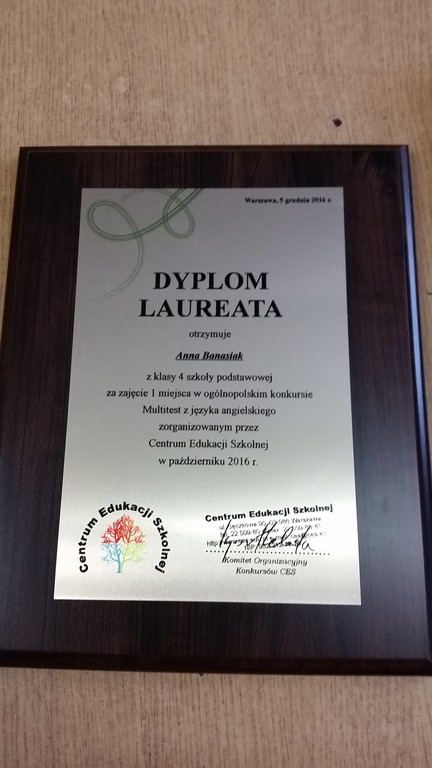 Warszawa, 5 grudnia 2016 r.
DYPLOM
LAUREATA
otrzymuje
Anna Banasiak
z klasy 4 szkoły podstawowej
za zajęcie 1 miejsca w ogólnopolskim konkursie
Multitest z języka angielskiego
zorganizowanym przez
Centrum Edukacji Szkolnej
w październiku 2016 r.
Centrum Edukacji Szkolnej
Centrum Edukacji Szkolnej
Warszawa
Komitet Organizacyjny
Konkursów CES